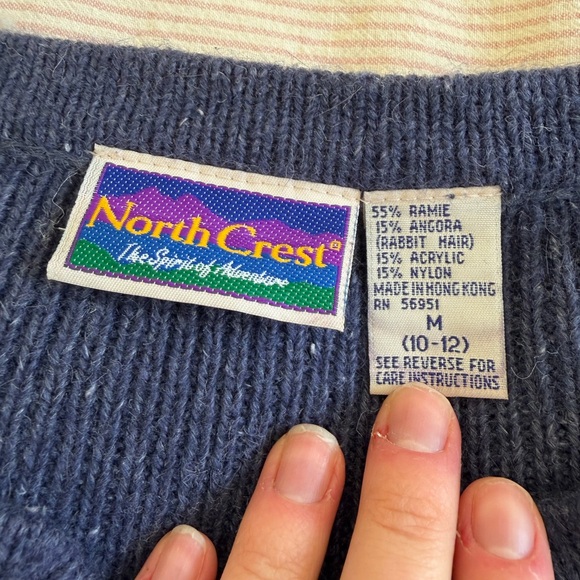 North Crest®
The Spirit of Adventure
55% RAMIE
15% ANGORA
(RABBIT HAIR)
15% ACRYLIC
15% NYLON
MADE IN HONG KONG
RN 56951
M
(10-12)
SEE REVERSE FOR
CARE INSTRUCTIONS